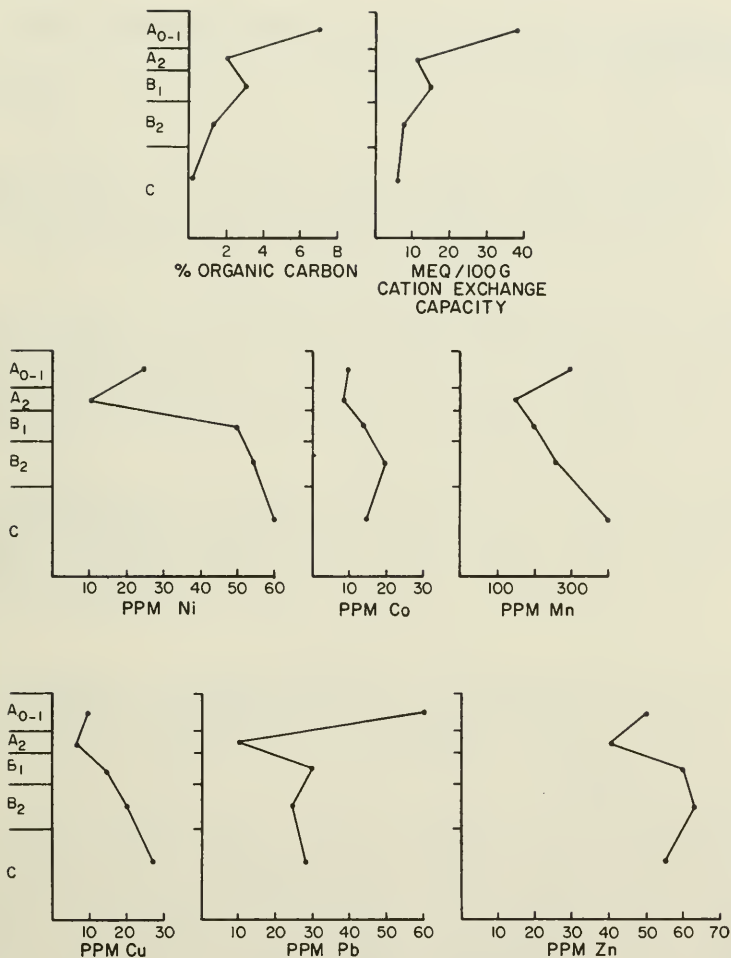 A0-1
A2
B1
B2
C
2 4 6 8
% ORGANIC CARBON
10 20 30 40
MEQ/100 G
CATION EXCHANGE
CAPACITY
A0-1
A2
B1
B2
C
10 20 30 40 50 60
PPM Ni
10 20 30
PPM Co
100 300
PPM Mn
A0-1
A2
B1
B2
C
10 20 30
PPM Cu
10 20 30 40 50 60
PPM Pb
10 20 30 40 50 60 70
PPM Zn